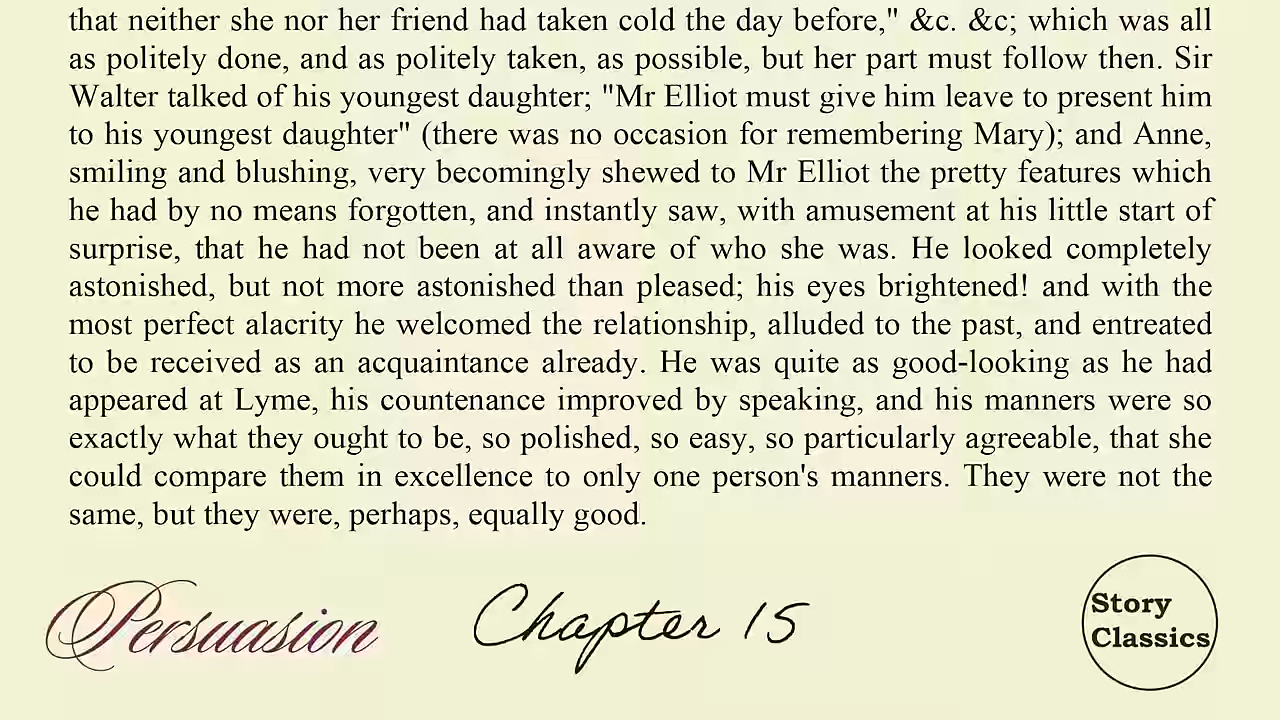 that neither she nor her friend had taken cold the day before," &c. &c; which was all
as politely done, and as politely taken, as possible, but her part must follow then. Sir
Walter talked of his youngest daughter; "Mr Elliot must give him leave to present him
to his youngest daughter" (there was no occasion for remembering Mary); and Anne,
smiling and blushing, very becomingly shewed to Mr Elliot the pretty features which
he had by no means forgotten, and instantly saw, with amusement at his little start of
surprise, that he had not been at all aware of who she was. He looked completely
astonished, but not more astonished than pleased; his eyes brightened! and with the
most perfect alacrity he welcomed the relationship, alluded to the past, and entreated
to be received as an acquaintance already. He was quite as good-looking as he had
appeared at Lyme, his countenance improved by speaking, and his manners were so
exactly what they ought to be, so polished, so easy, so particularly agreeable, that she
could compare them in excellence to only one person's manners. They were not the
same, but they were, perhaps, equally good.
Persuasion
Chapter 15
Story
Classics